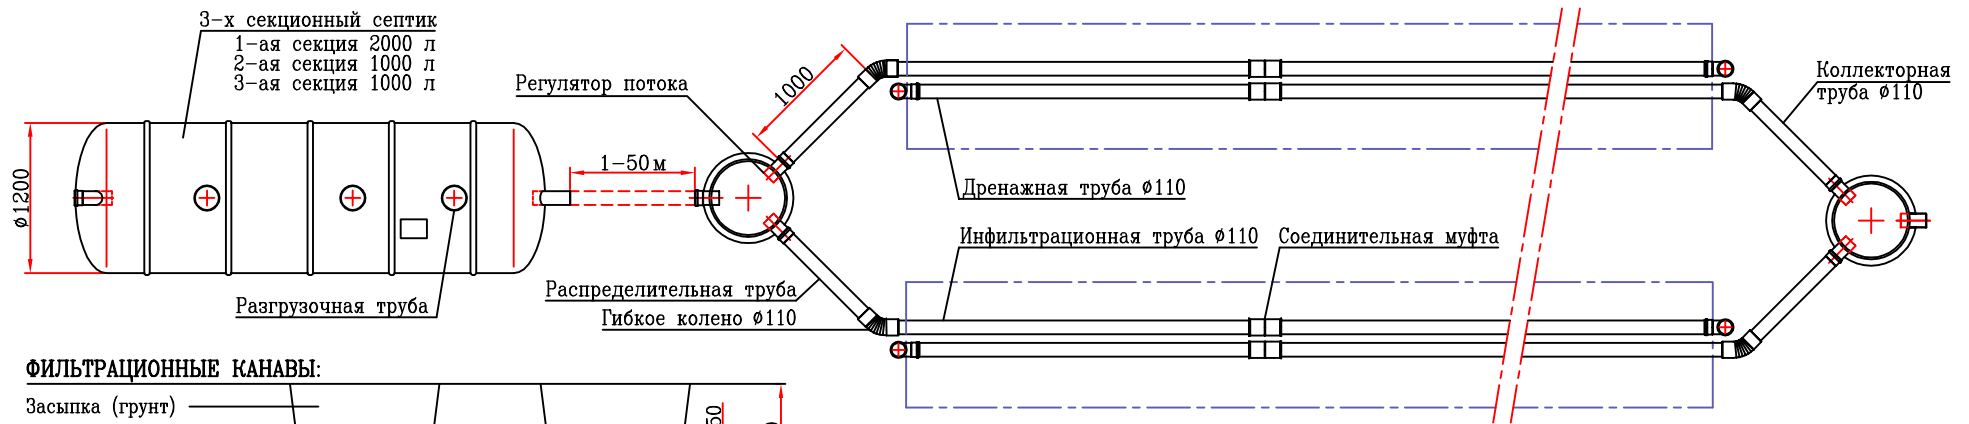 3-х секционный септик
1-ая секция 2000 л
2-ая секция 1000 л
3-ая секция 1000 л
Регулятор потока
1000
Коллекторная
труба ø110
1-50 м
ø1200
Дренажная труба ø110
Инфильтрационная труба ø110
Соединительная муфта
Распределительная труба
Разгрузочная труба
Гибкое колено ø110
ФИЛЬТРАЦИОННЫЕ КАНАВЫ:
Засыпка (грунт)